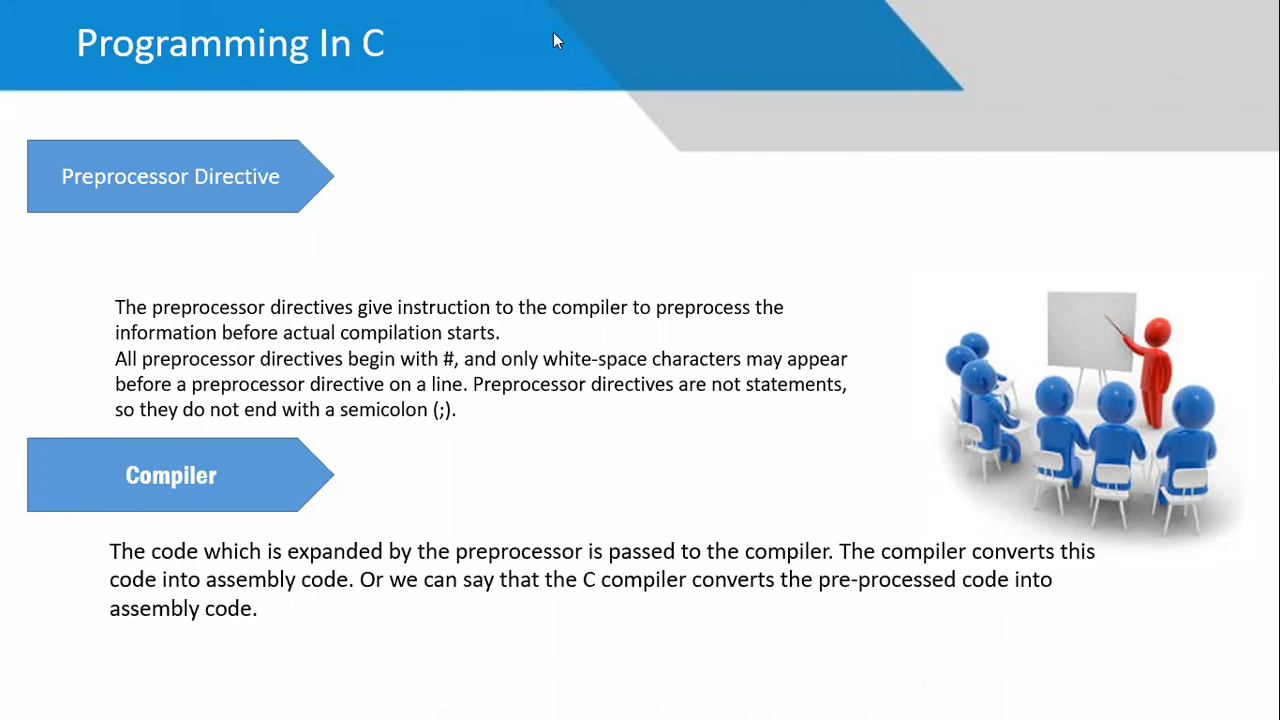 Programming In C
Preprocessor Directive
The preprocessor directives give instruction to the compiler to preprocess the
information before actual compilation starts.
All preprocessor directives begin with #, and only white-space characters may appear
before a preprocessor directive on a line. Preprocessor directives are not statements,
so they do not end with a semicolon (;).
Compiler
The code which is expanded by the preprocessor is passed to the compiler. The compiler converts this
code into assembly code. Or we can say that the C compiler converts the pre-processed code into
assembly code.